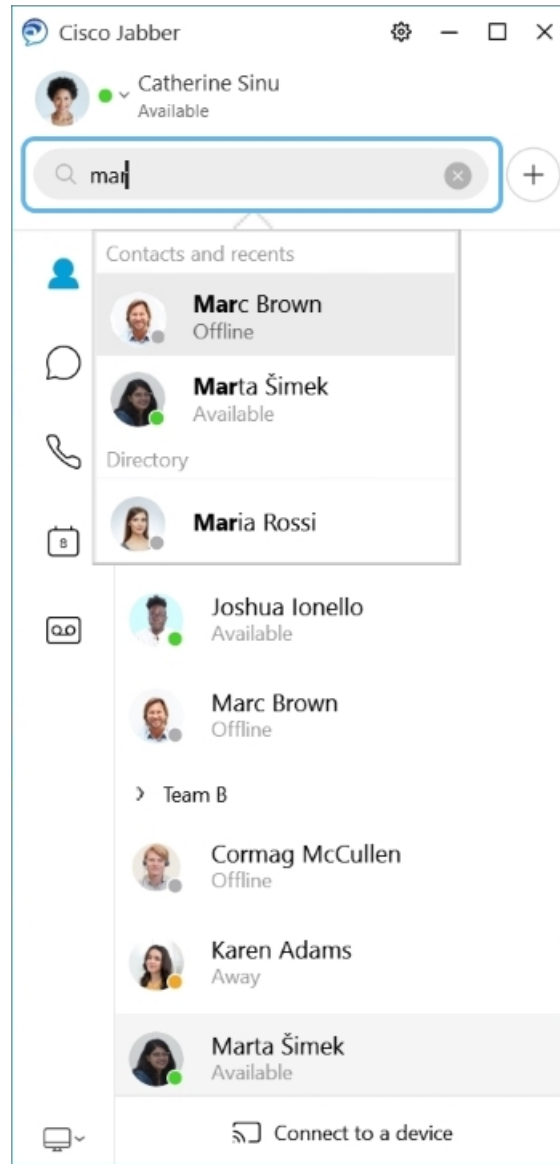 Cisco Jabber
Catherine Sinu
Available
mar
Contacts and recents
Marc Brown
Offline
Marta Šimek
Available
Directory
Maria Rossi
8
Joshua Ionello
Available
Marc Brown
Offline
Team B
Cormag McCullen
Offline
Karen Adams
Away
Marta Šimek
Available
Connect to a device